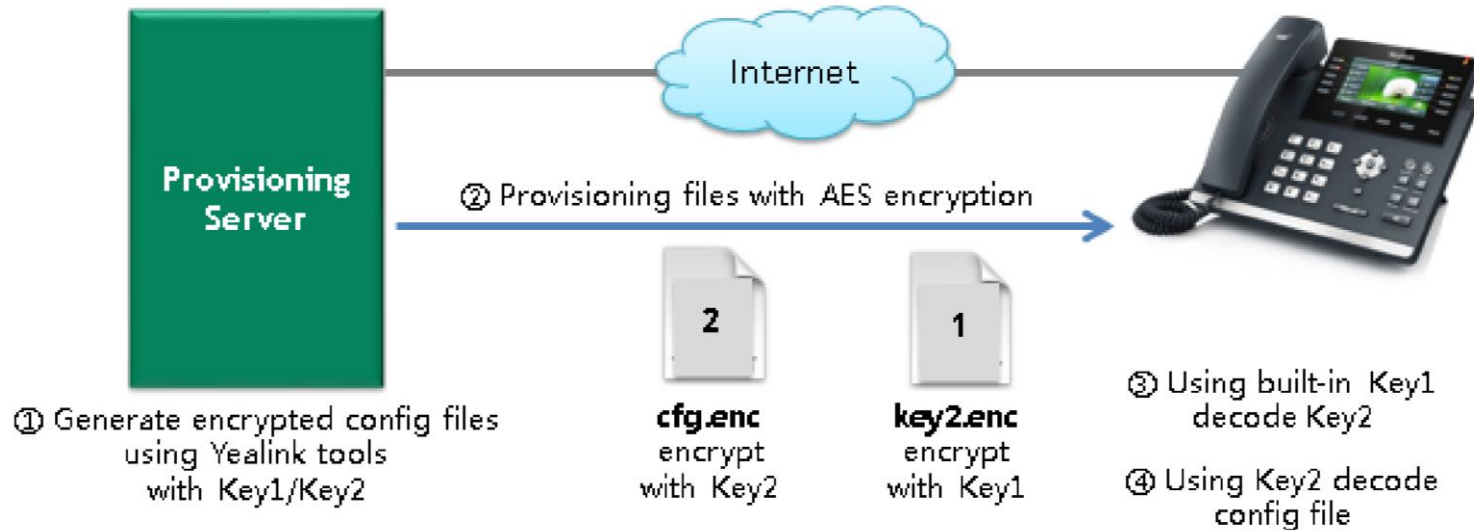 Internet
Provisioning
Server
② Provisioning files with AES encryption
2
1
① Generate encrypted config files
using Yealink tools
with Key1/Key2
cfg.enc
encrypt
with Key2
key2.enc
encrypt
with Key1
③ Using built-in Key1
decode Key2
④ Using Key2 decode
config file